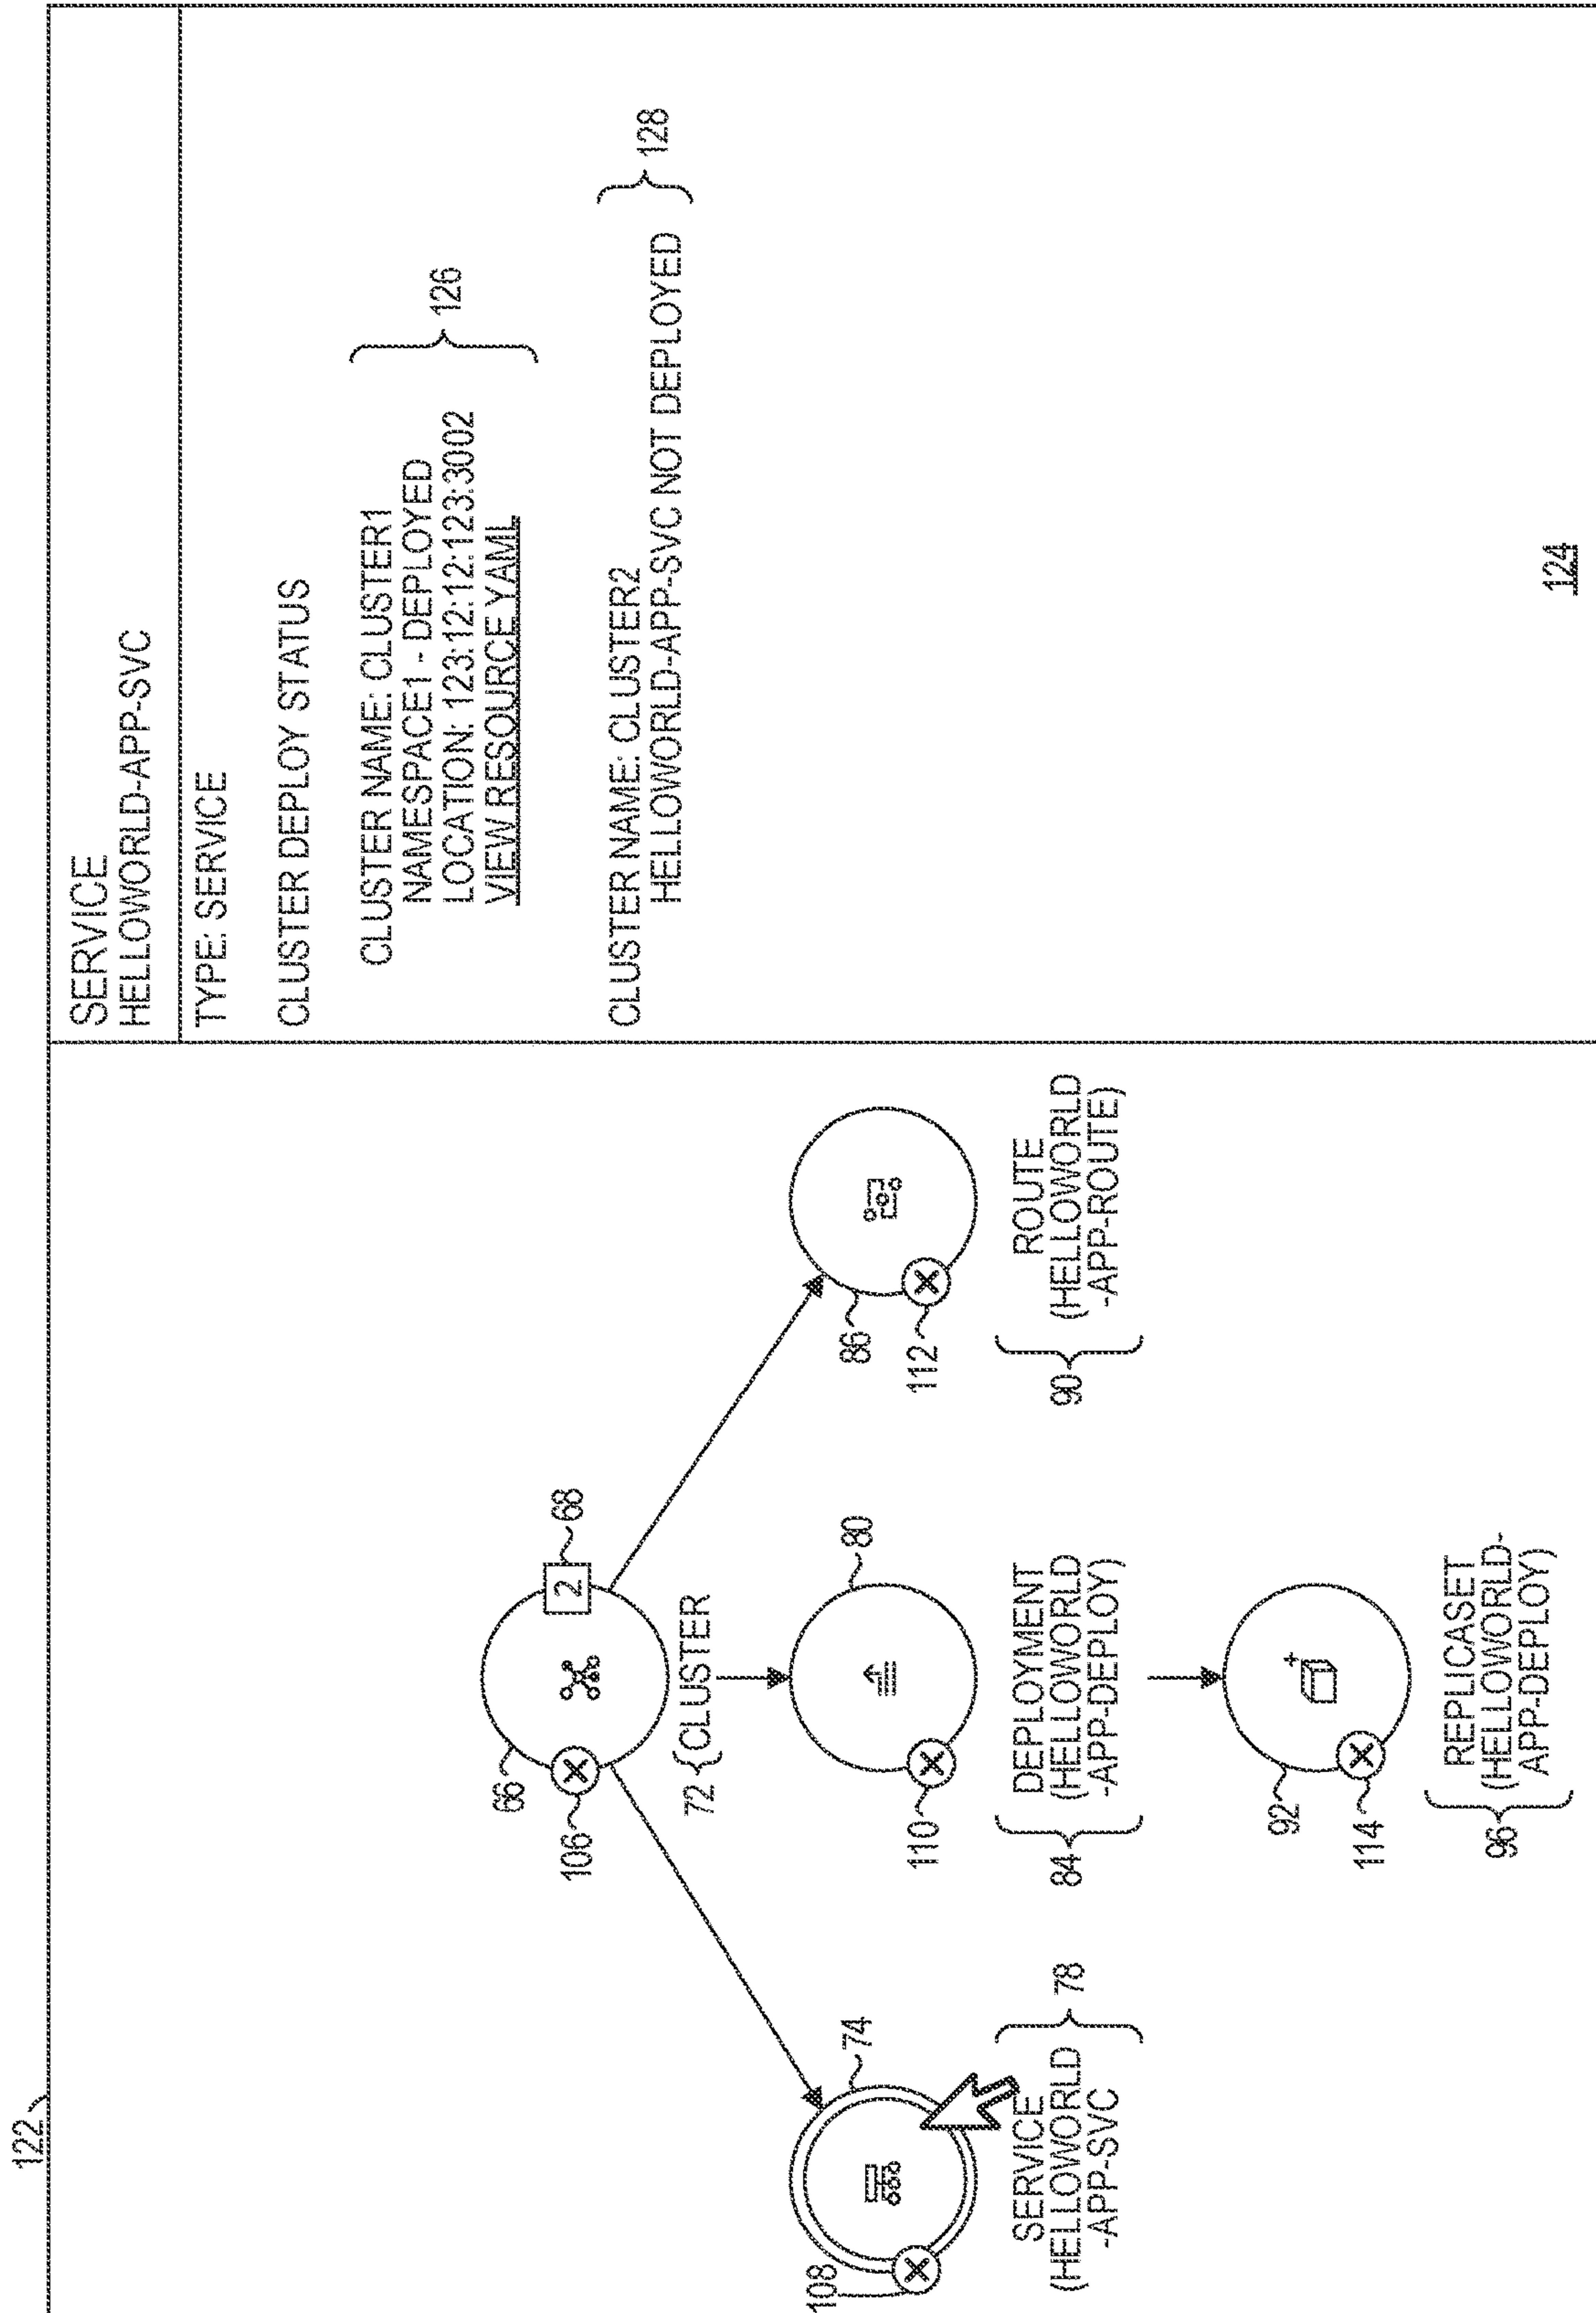 122
SERVICE
HELLOWORLD-APP-SVC
TYPE: SERVICE
CLUSTER DEPLOY STATUS
CLUSTER NAME: CLUSTER1
NAMESPACE1 - DEPLOYED
LOCATION: 123:12:12:123:3002
VIEW RESOURCE YAML
126
CLUSTER NAME: CLUSTER2
HELLOWORLD-APP-SVC NOT DEPLOYED
128
124
66
2
68
106
72
CLUSTER
108
74
SERVICE
(HELLOWORLD
-APP-SVC
78
80
110
84
DEPLOYMENT
(HELLOWORLD
-APP-DEPLOY)
86
112
90
ROUTE
(HELLOWORLD
-APP-ROUTE)
92
114
96
REPLICASET
(HELLOWORLD-
APP-DEPLOY)